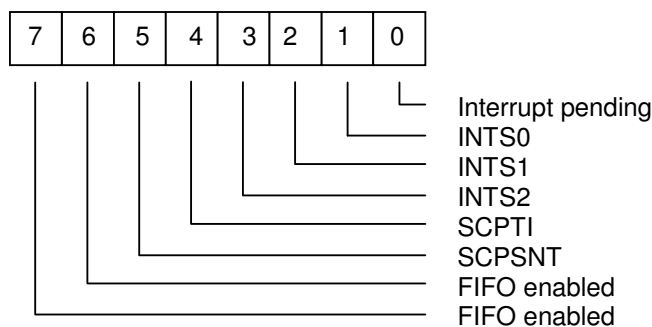 7 6 5 4 3 2 1 0
Interrupt pending
INTS0
INTS1
INTS2
SCPTI
SCPSNT
FIFO enabled
FIFO enabled